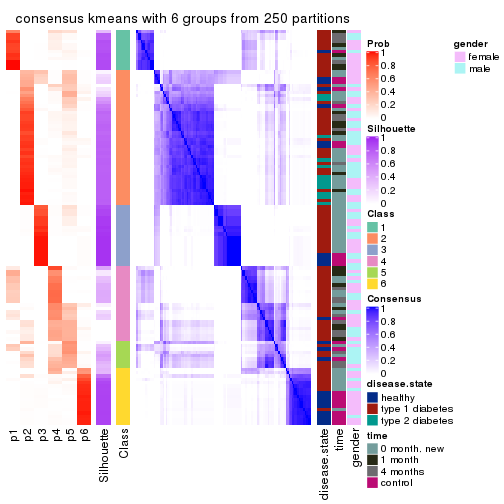 consensus kmeans with 6 groups from 250 partitions
Prob
1
0.8
0.6
0.4
0.2
0
gender
female
male
Silhouette
1
0.8
0.6
0.4
0.2
0
Class
1
2
3
4
5
6
Consensus
1
0.8
0.6
0.4
0.2
0
disease.state
healthy
type 1 diabetes
type 2 diabetes
time
0 month, new
1 month
4 months
control
p1
p2
p3
p4
p5
p6
Silhouette
Class
disease.state
time
gender